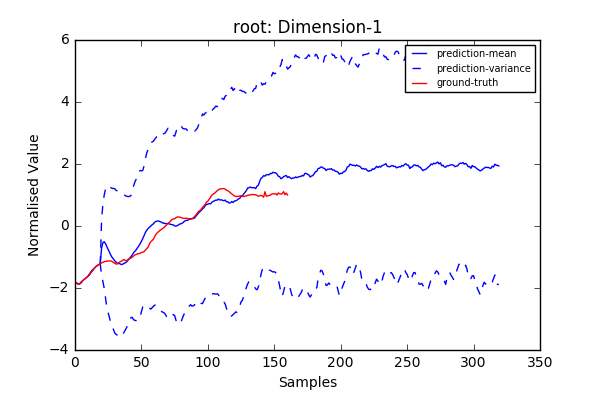 root: Dimension-1
6
4
2
0
−2
−4
Normalised Value
prediction-mean
prediction-variance
ground-truth
0 50 100 150 200 250 300 350
Samples